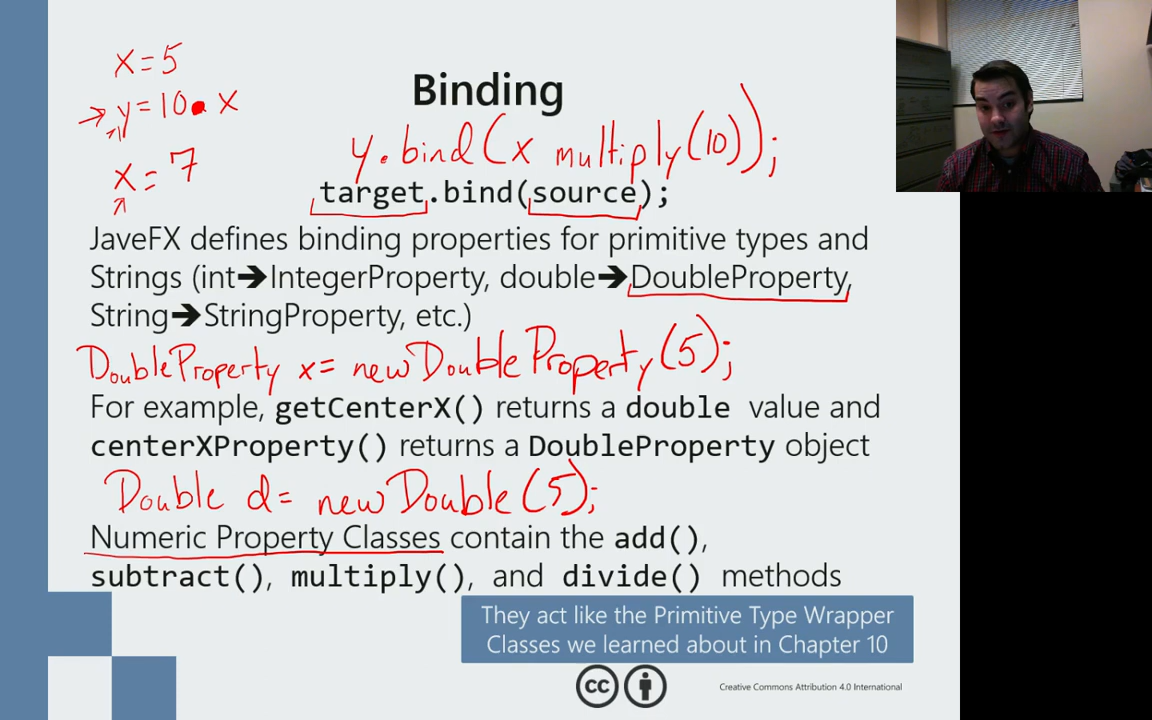 x=5
Binding
→ y=10• x
y.bind(x multiply(10));
x=7
target.bind(source);
JaveFX defines binding properties for primitive types and
Strings (int➔IntegerProperty, double➔DoubleProperty,
String➔StringProperty, etc.)
DoubleProperty x= new DoubleProperty(5);
For example, getCenterX() returns a double value and
centerXProperty() returns a DoubleProperty object
Double d= new Double(5);
Numeric Property Classes contain the add(),
subtract(), multiply(), and divide() methods
They act like the Primitive Type Wrapper
Classes we learned about in Chapter 10
cc
Creative Commons Attribution 4.0 International